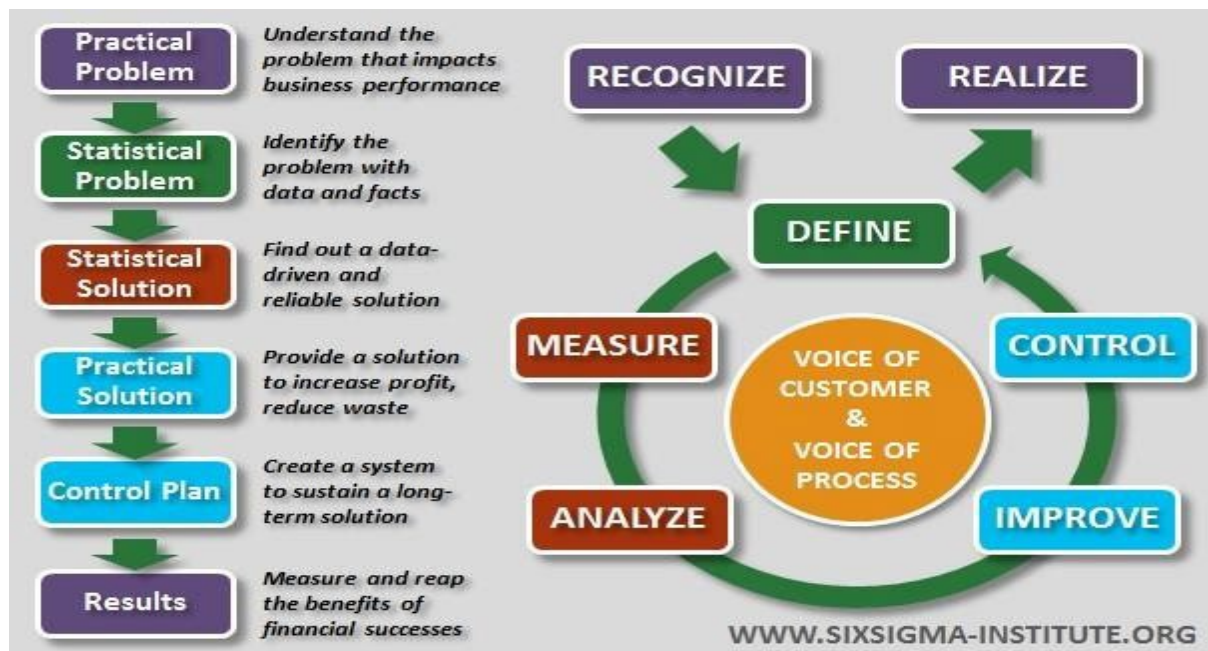 Practical
Problem
Understand the
problem that impacts
business performance
Statistical
Problem
Identify the
problem with
data and facts
Statistical
Solution
Find out a data-
driven and
reliable solution
Practical
Solution
Provide a solution
to increase profit,
reduce waste
Control Plan
Create a system
to sustain a long-
term solution
Results
Measure and reap
the benefits of
financial successes
RECOGNIZE
REALIZE
DEFINE
MEASURE
CONTROL
VOICE OF
CUSTOMER
&
VOICE OF
PROCESS
ANALYZE
IMPROVE
WWW.SIXSIGMA-INSTITUTE.ORG